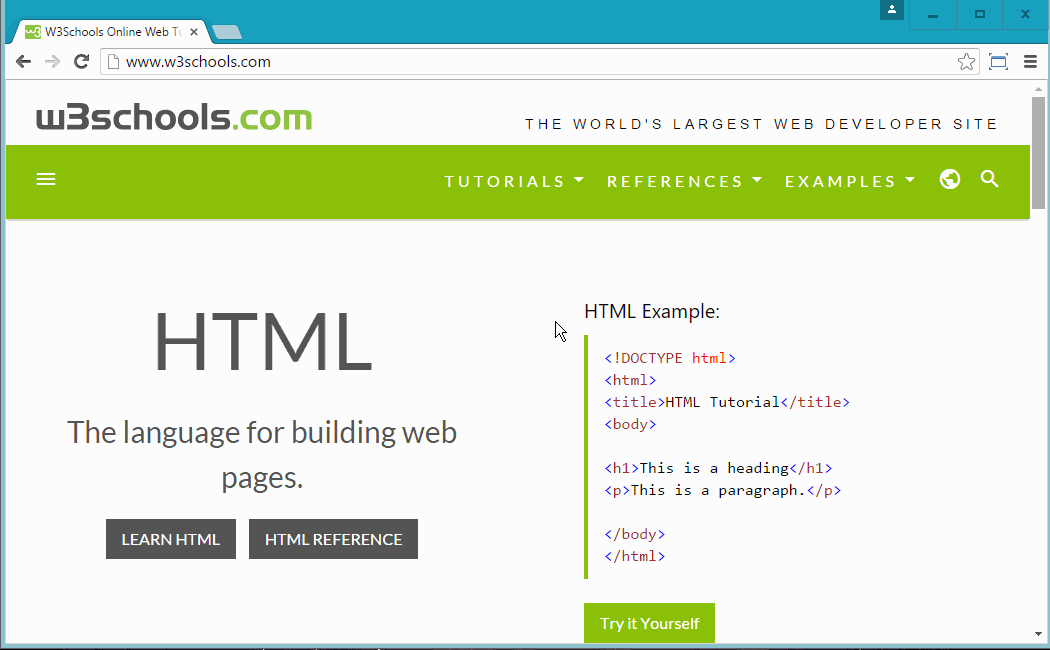 W3Schools Online Web Tu
www.w3schools.com
w3schools.com
THE WORLD'S LARGEST WEB DEVELOPER SITE
TUTORIALS REFERENCES EXAMPLES
HTML
The language for building web
pages.
LEARN HTML HTML REFERENCE
HTML Example:
<!DOCTYPE html>
<html>
<title>HTML Tutorial</title>
<body>
<h1>This is a heading</h1>
<p>This is a paragraph.</p>
</body>
</html>
Try it Yourself